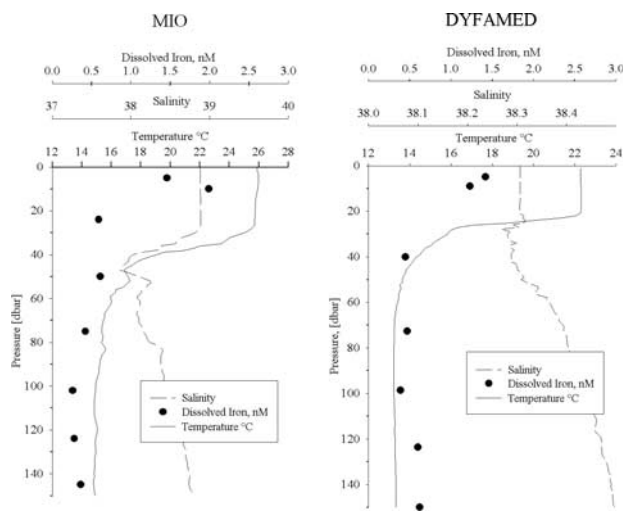 MIO
Dissolved Iron, nM
0.0 0.5 1.0 1.5 2.0 2.5 3.0
Salinity
37 38 39 40
Temperature °C
12 14 16 18 20 22 24 26 28
0
20
40
60
80
100
120
140
Pressure [dbar]
Salinity
Dissolved Iron, nM
Temperature °C
DYFAMED
Dissolved Iron, nM
0.0 0.5 1.0 1.5 2.0 2.5 3.0
Salinity
38.0 38.1 38.2 38.3 38.4
Temperature °C
12 14 16 18 20 22 24
0
20
40
60
80
100
120
140
Pressure, [dbar]
Salinity
Dissolved Iron, nM
Temperature °C